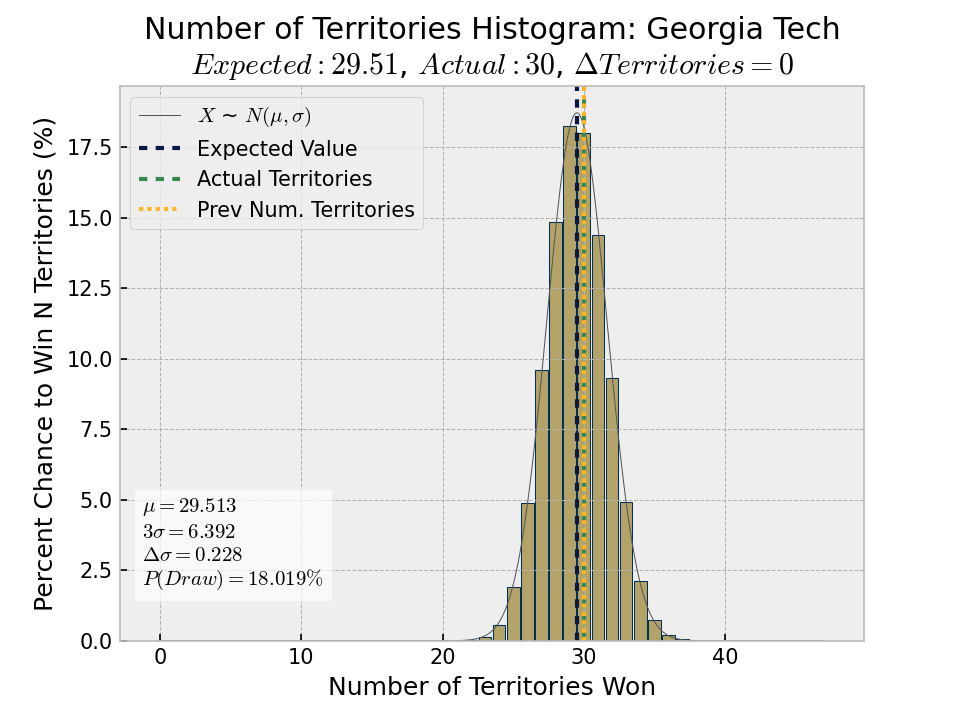 Number of Territories Histogram: Georgia Tech
Expected : 29.51, Actual : 30, ΔTerritories = 0
Percent Chance to Win N Territories (%)
17.5
15.0
12.5
10.0
7.5
5.0
2.5
0.0
X ~ N(μ, σ)
Expected Value
Actual Territories
Prev Num. Territories
μ = 29.513
3σ = 6.392
Δσ = 0.228
P(Draw) = 18.019%
0 10 20 30 40
Number of Territories Won